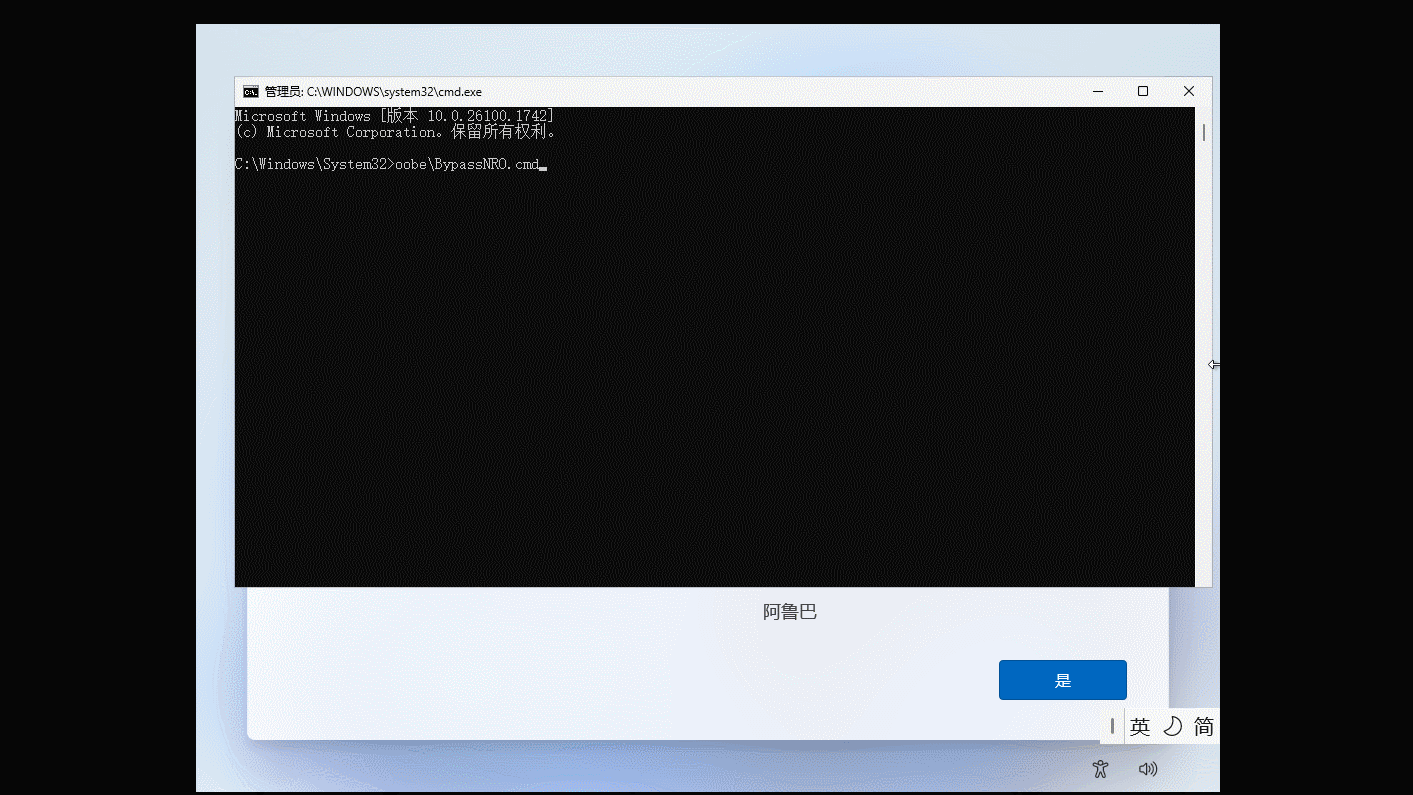 管理员: C:\WINDOWS\system32\cmd.exe
Microsoft Windows [版本 10.0.26100.1742]
(c) Microsoft Corporation。保留所有权利。
C:\Windows\System32>oobe\BypassNRO.cmd
阿鲁巴
是
英 简